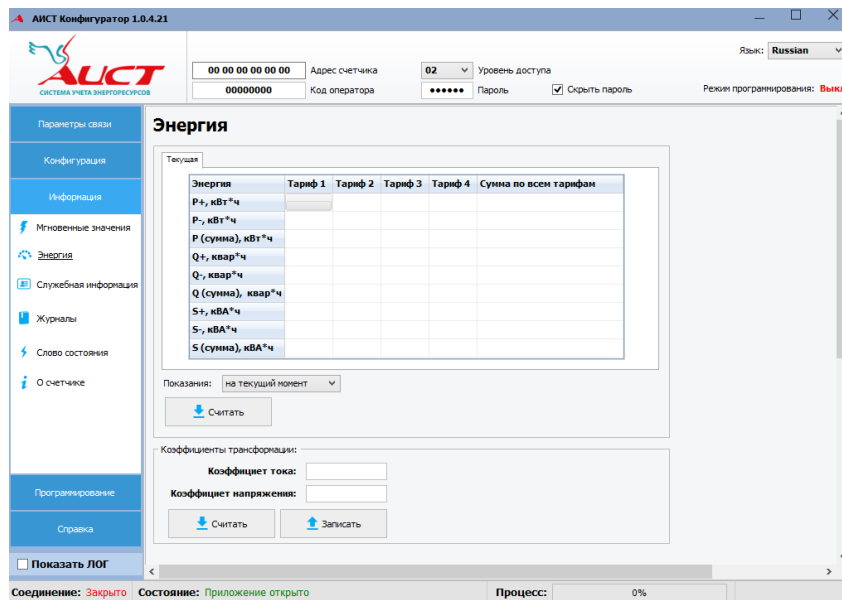 АИСТ Конфигуратор 1.0.4.21
Язык: Russian
АИСТ
СИСТЕМА УЧЕТА ЭНЕРГОРЕСУРСОВ
00 00 00 00 00 00 Адрес счетчика 02 Уровень доступа
00000000 Код оператора •••••• Пароль Скрыть пароль
Режим программирования: Выкл
Параметры связи
Конфигурация
Информация
Мгновенные значения
Энергия
Служебная информация
Журналы
Слово состояния
О счетчике
Программирование
Справка
Показать ЛОГ
Энергия
Текущая
Энергия Тариф 1 Тариф 2 Тариф 3 Тариф 4 Сумма по всем тарифам
P+, кВт*ч
P-, кВт*ч
P (сумма), кВт*ч
Q+, квар*ч
Q-, квар*ч
Q (сумма), квар*ч
S+, кВА*ч
S-, кВА*ч
S (сумма), кВА*ч
Показания: на текущий момент
Считать
Коэффициенты трансформации:
Коэффициет тока:
Коэффициет напряжения:
Считать Записать
Соединение: Закрыто Состояние: Приложение открыто Процесс: 0%